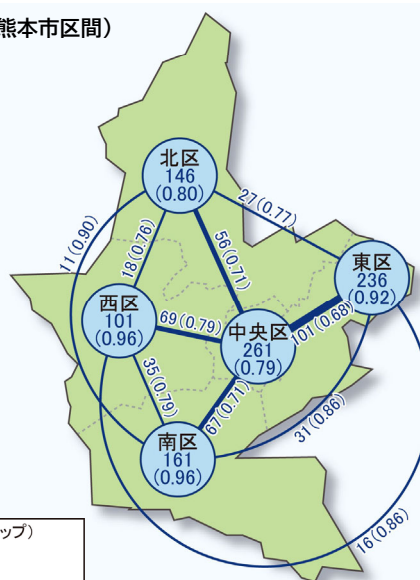 熊本市区間）
北区
146
(0.80)
27(0.77)
11(0.90)
18(0.76)
56(0.71)
東区
236
(0.92)
西区
101
(0.96)
69(0.79)
中央区
261
(0.79)
101(0.68)
35(0.79)
67(0.71)
31(0.86)
南区
161
(0.96)
16(0.86)
ップ）